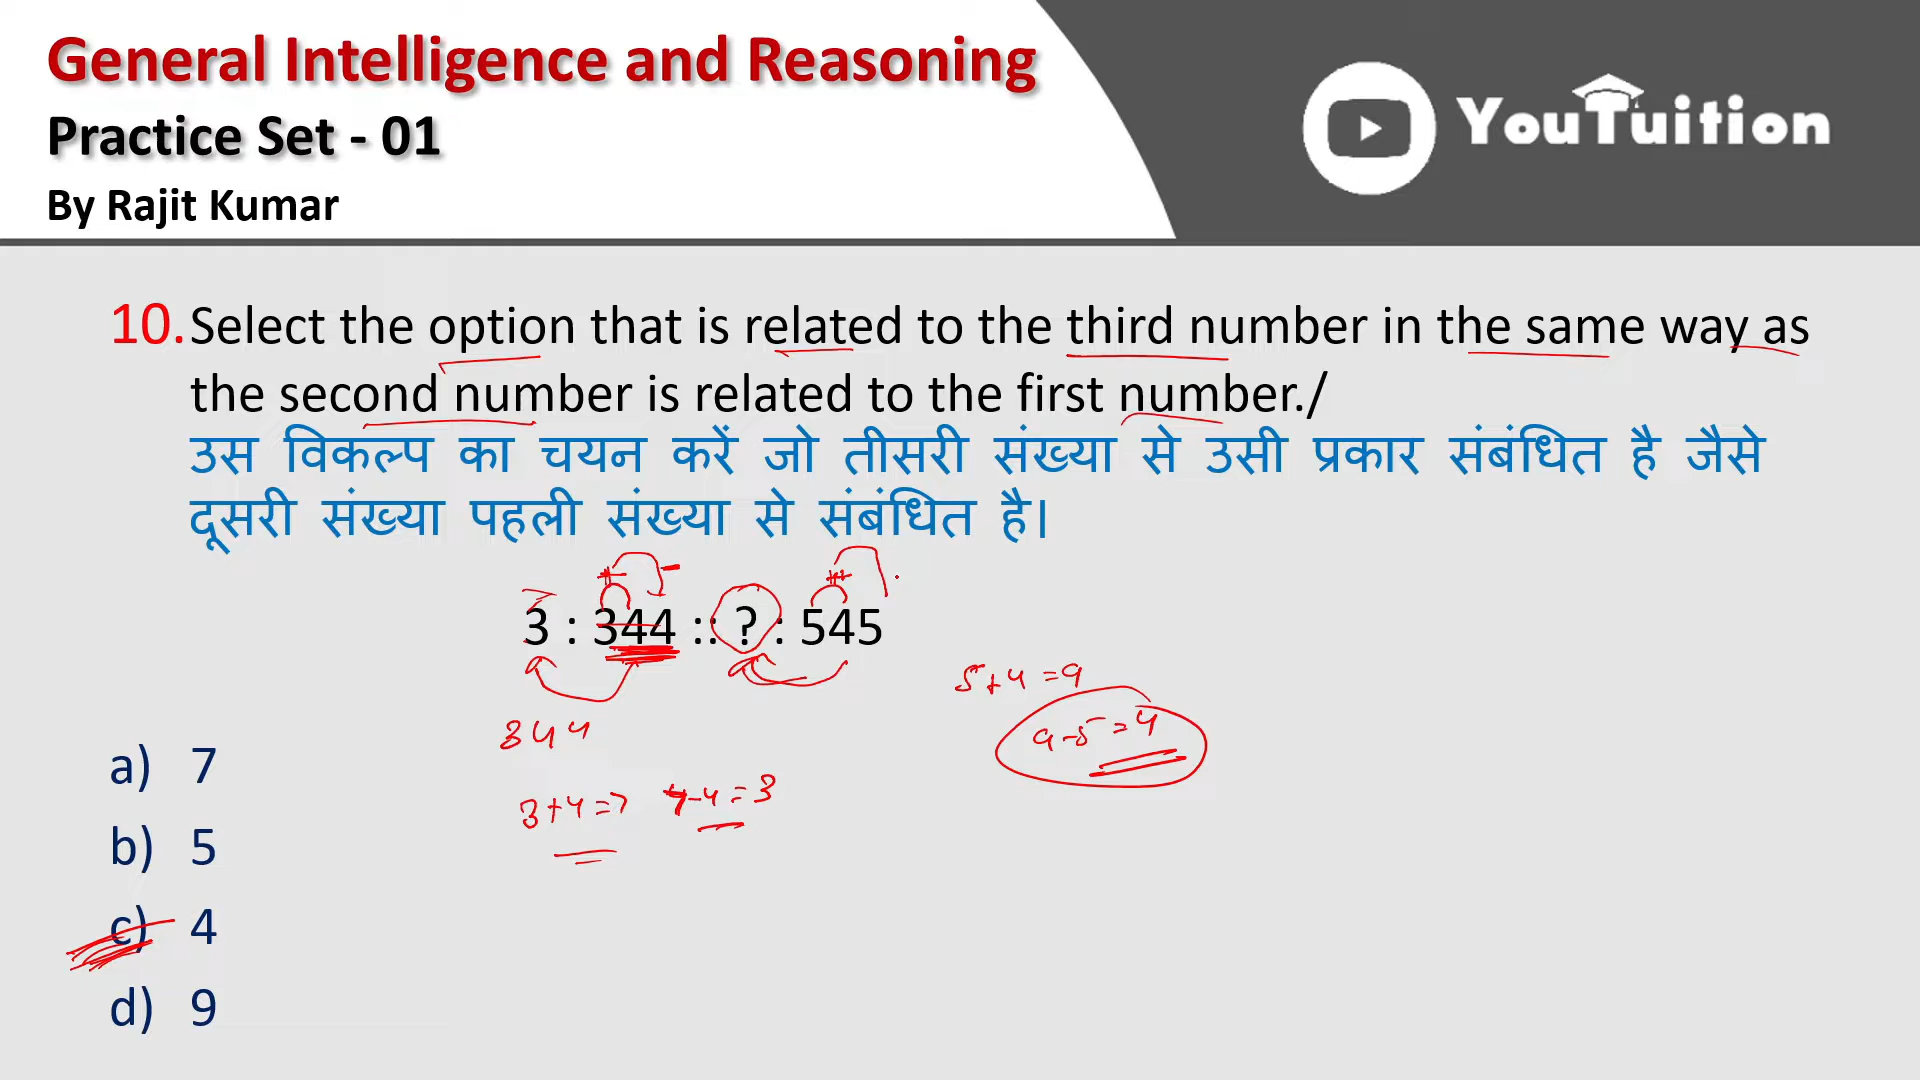 General Intelligence and Reasoning
Practice Set - 01
By Rajit Kumar
YouTuition
10. Select the option that is related to the third number in the same way as
the second number is related to the first number./
उस विकल्प का चयन करें जो तीसरी संख्या से उसी प्रकार संबंधित है जैसे
दूसरी संख्या पहली संख्या से संबंधित है।
3 : 344 :: ? : 545
5+4=9
9-5=4
344
3+4=7 7-4=3
a) 7
b) 5
c) 4
d) 9